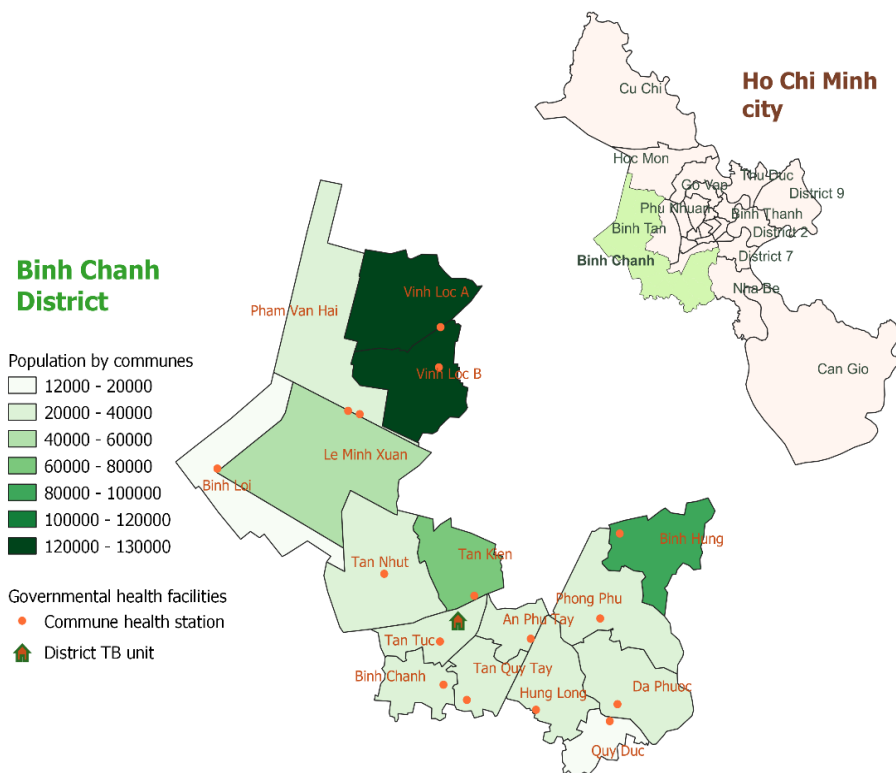 Ho Chi Minh
city
Cu Chi
Hoc Mon
Go Vap
Thu Duc
District 9
Phu Nhuan
Binh Thanh
Binh Tan
District 2
Binh Chanh
District 7
Nha Be
Can Gio
Binh Chanh
District
Population by communes
12000 - 20000
20000 - 40000
40000 - 60000
60000 - 80000
80000 - 100000
100000 - 120000
120000 - 130000
Governmental health facilities
Commune health station
District TB unit
Vinh Loc A
Pham Van Hai
Vinh Loc B
Le Minh Xuan
Binh Loi
Binh Hung
Tan Kien
Tan Nhut
Phong Phu
An Phu Tay
Tan Tuc
Tan Quy Tay
Binh Chanh
Hung Long
Da Phuoc
Quy Duc